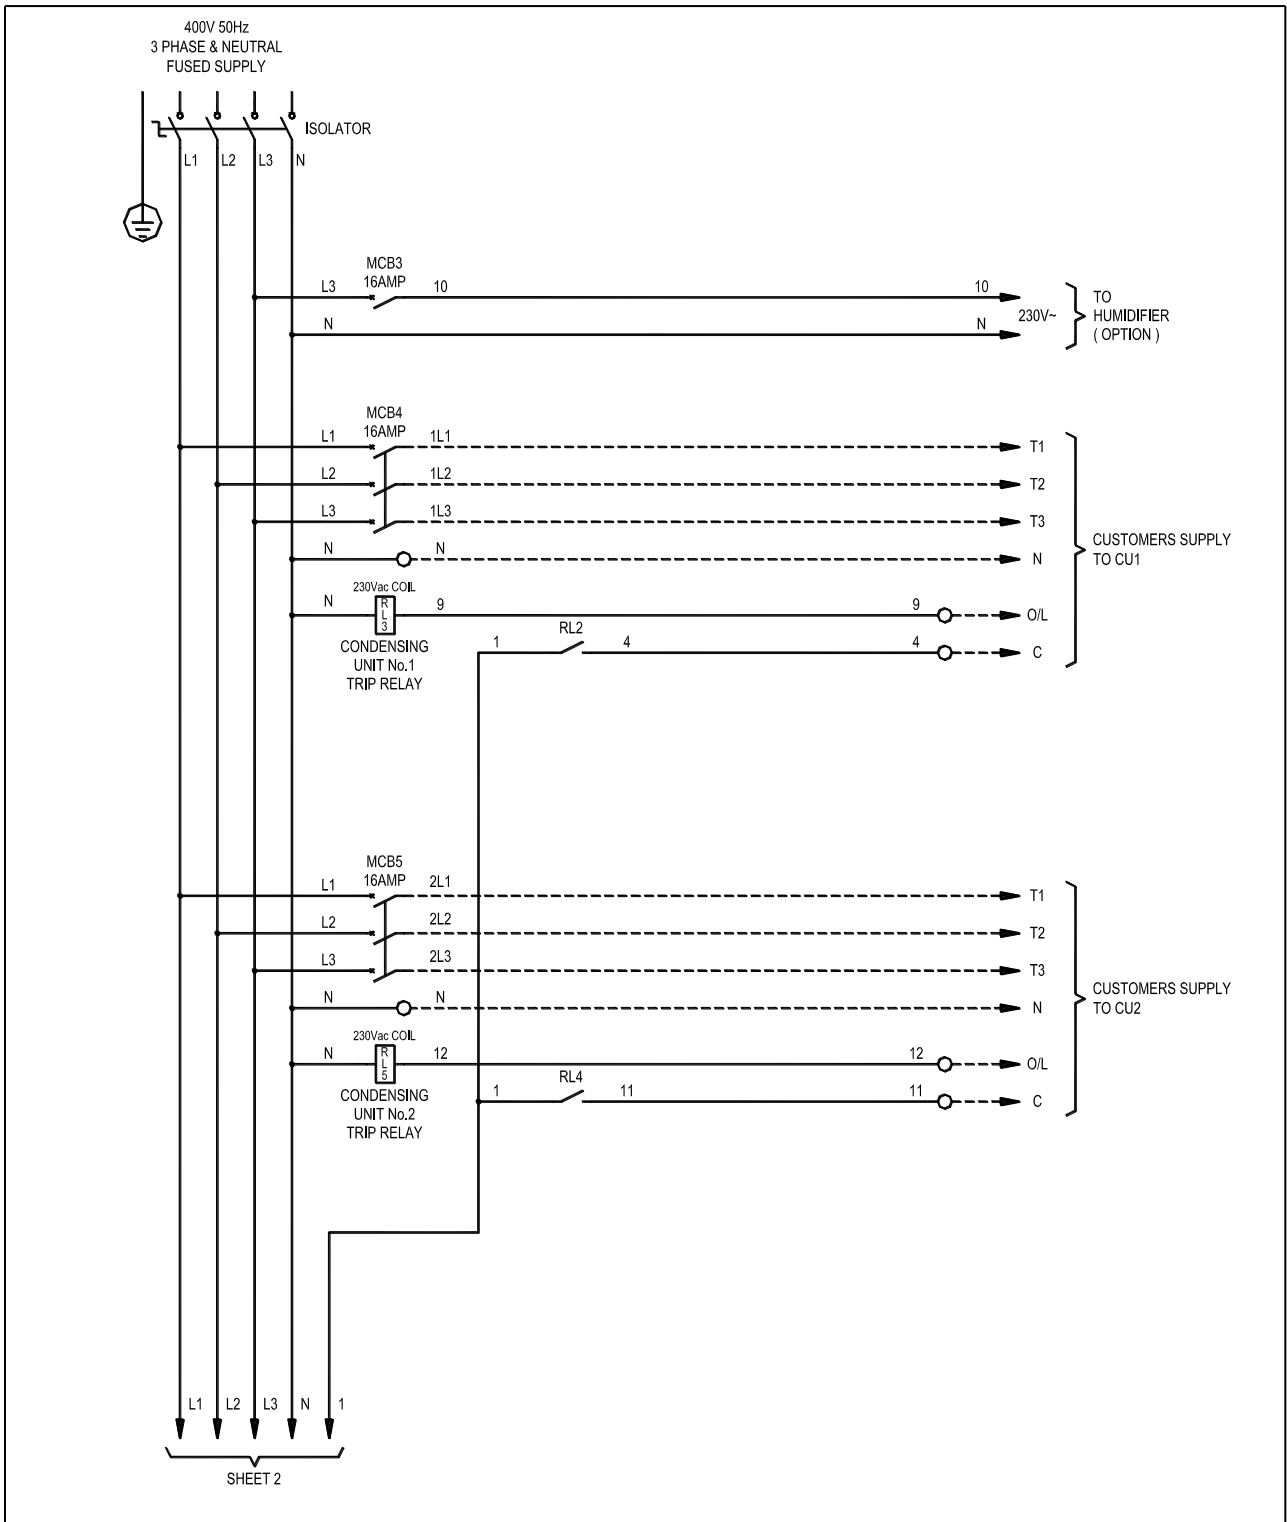 400V 50Hz
3 PHASE & NEUTRAL
FUSED SUPPLY
ISOLATOR
L1 L2 L3 N
MCB3
16AMP
L3 10 10
N N
230V~
TO
HUMIDIFIER
( OPTION )
MCB4
16AMP
L1 1L1 T1
L2 1L2 T2
L3 1L3 T3
N N N
CUSTOMERS SUPPLY
TO CU1
230Vac COIL
N RL3 9 9 O/L
CONDENSING
UNIT No.1
TRIP RELAY
RL2
1 4 4 C
MCB5
16AMP
L1 2L1 T1
L2 2L2 T2
L3 2L3 T3
N N N
CUSTOMERS SUPPLY
TO CU2
230Vac COIL
N RL5 12 12 O/L
CONDENSING
UNIT No.2
TRIP RELAY
RL4
1 11 11 C
L1 L2 L3 N 1
SHEET 2